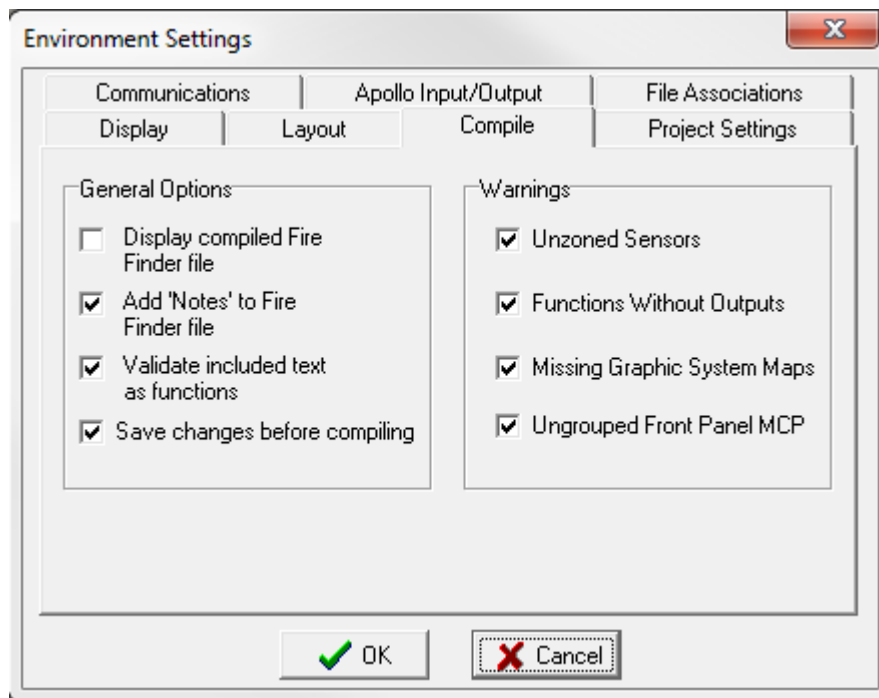 Environment Settings
Communications
Apollo Input/Output
File Associations
Display
Layout
Compile
Project Settings
General Options
Display compiled Fire
Finder file
Add 'Notes' to Fire
Finder file
Validate included text
as functions
Save changes before compiling
Warnings
Unzoned Sensors
Functions Without Outputs
Missing Graphic System Maps
Ungrouped Front Panel MCP
OK
Cancel